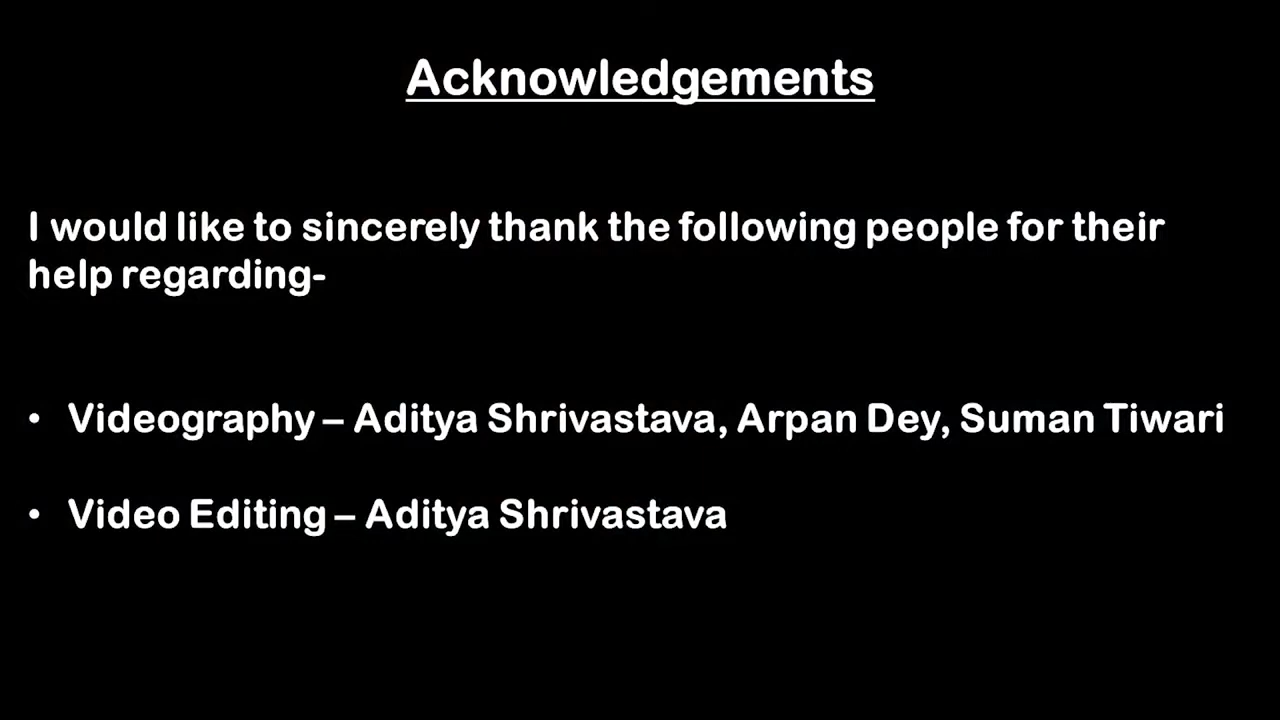 Acknowledgements
I would like to sincerely thank the following people for their
help regarding-
• Videography – Aditya Shrivastava, Arpan Dey, Suman Tiwari
• Video Editing – Aditya Shrivastava